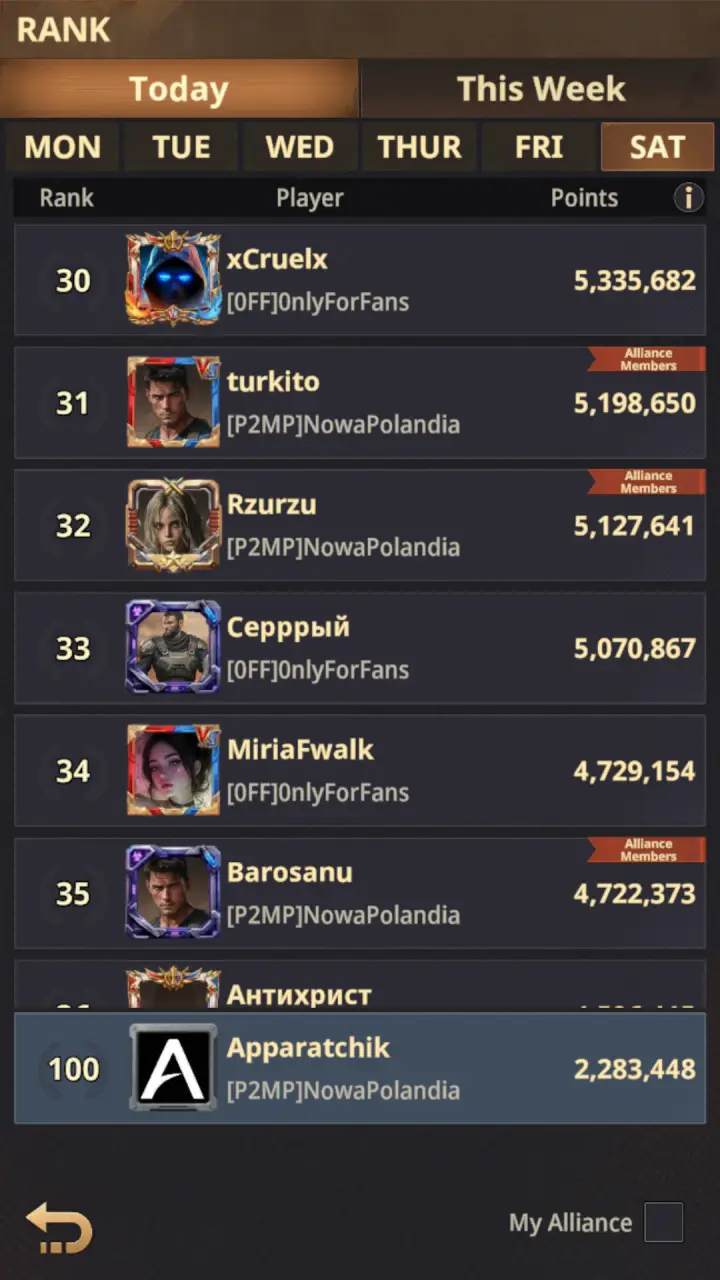 RANK
Today
This Week
MON TUE WED THUR FRI SAT
Rank Player Points
30 xCruelx 5,335,682
[0FF]0nlyForFans
Alliance Members
31 turkito 5,198,650
[P2MP]NowaPolandia
Alliance Members
32 Rzurzu 5,127,641
[P2MP]NowaPolandia
33 Серррый 5,070,867
[0FF]0nlyForFans
34 MiriaFwalk 4,729,154
[0FF]0nlyForFans
Alliance Members
35 Barosanu 4,722,373
[P2MP]NowaPolandia
Антихрист
100 Apparatchik 2,283,448
[P2MP]NowaPolandia
My Alliance